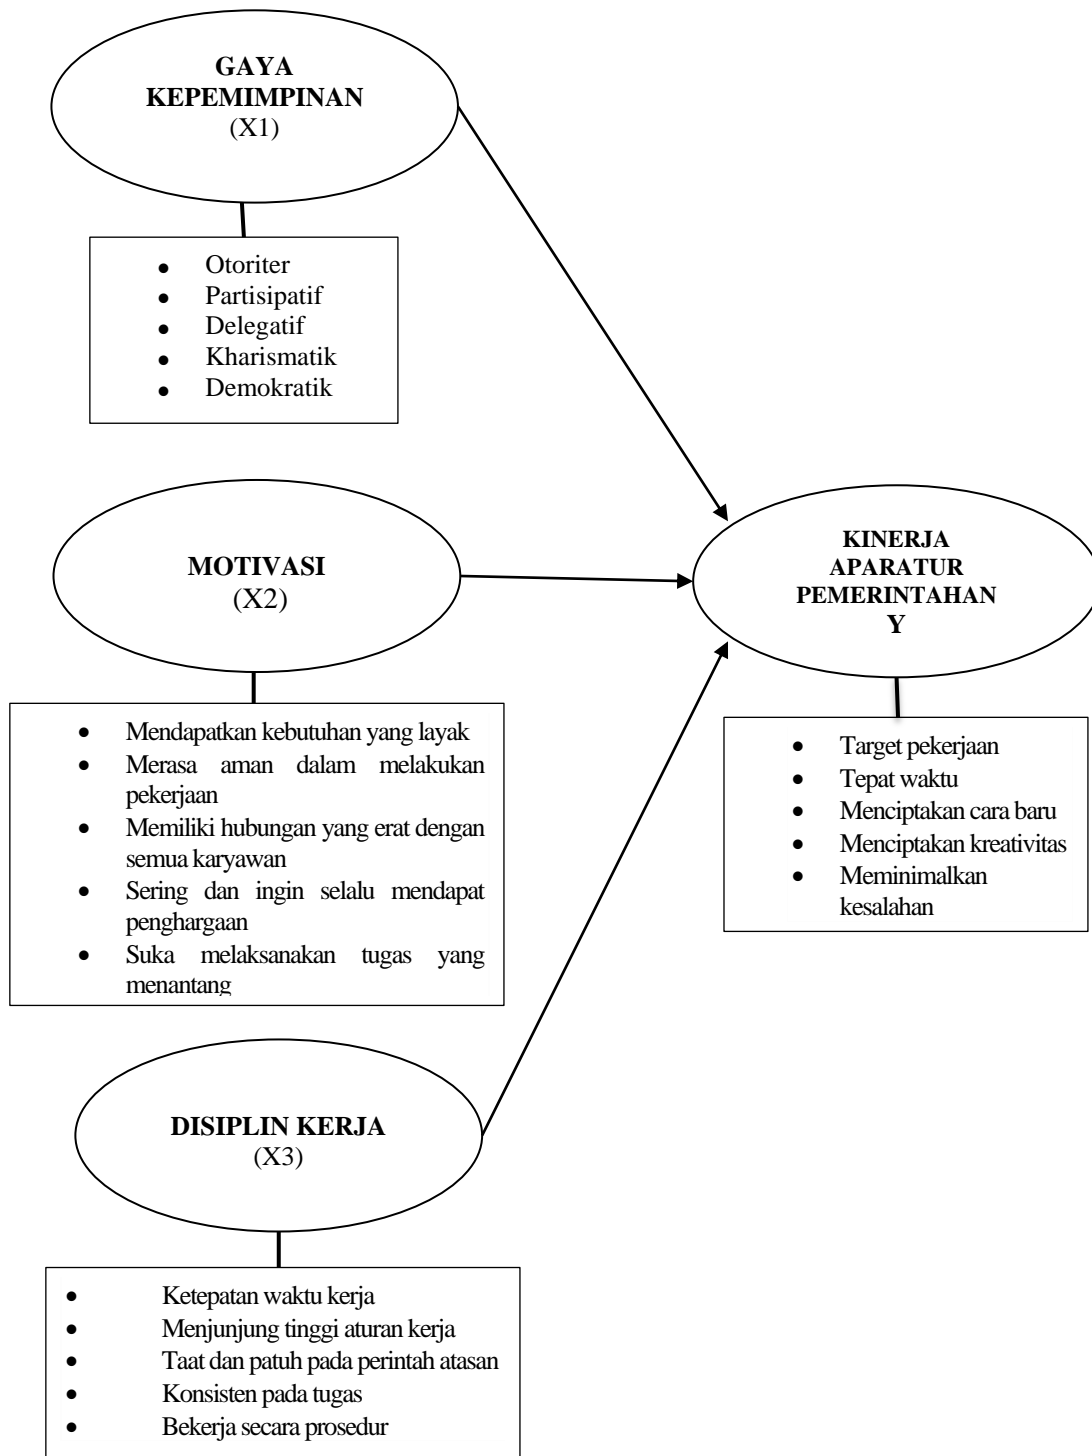 GAYA
KEPEMIMPINAN
(X1)
• Otoriter
• Partisipatif
• Delegatif
• Kharismatik
• Demokratik
MOTIVASI
(X2)
• Mendapatkan kebutuhan yang layak
• Merasa aman dalam melakukan
pekerjaan
• Memiliki hubungan yang erat dengan
semua karyawan
• Sering dan ingin selalu mendapat
penghargaan
• Suka melaksanakan tugas yang
menantang
KINERJA
APARATUR
PEMERINTAHAN
Y
• Target pekerjaan
• Tepat waktu
• Menciptakan cara baru
• Menciptakan kreativitas
• Meminimalkan
kesalahan
DISIPLIN KERJA
(X3)
• Ketepatan waktu kerja
• Menjunjung tinggi aturan kerja
• Taat dan patuh pada perintah atasan
• Konsisten pada tugas
• Bekerja secara prosedur